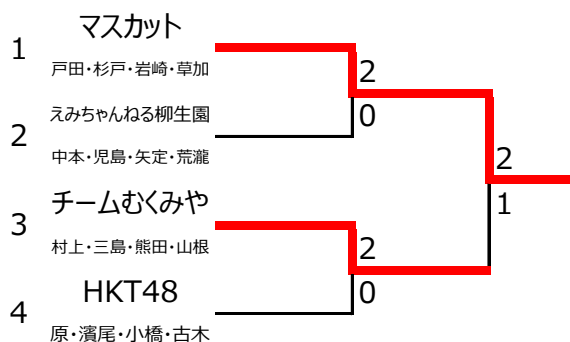 マスカット
1
戸田・杉戸・岩崎・草加
2
えみちゃんねる柳生園
0
2
中本・児島・矢定・荒瀧
2
1
チームむくみや
3
村上・三島・熊田・山根
2
HKT48
0
4
原・濱尾・小橋・古木